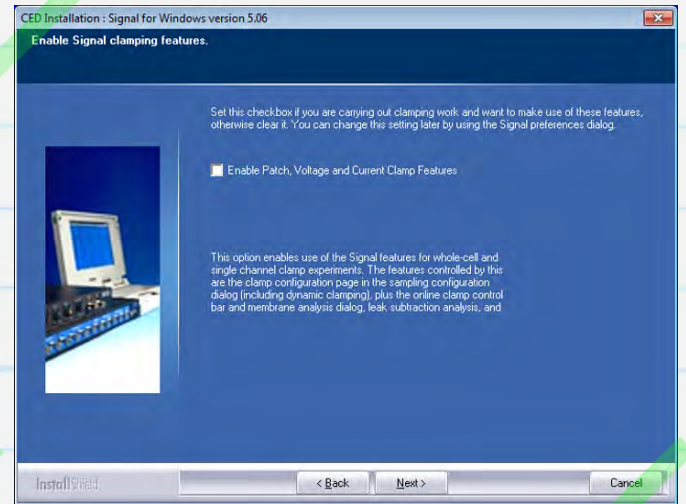 CED Installation : Signal for Windows version 5.06
Enable Signal clamping features.
Set this checkbox if you are carrying out clamping work and want to make use of these features,
otherwise clear it. You can change this setting later by using the Signal preferences dialog.
Enable Patch, Voltage and Current Clamp Features
This option enables use of the Signal features for whole-cell and
single channel clamp experiments. The features controlled by this
are the clamp configuration page in the sampling configuration
dialog (including dynamic clamping), plus the online clamp control
bar and membrane analysis dialog, leak subtraction analysis, and
InstallShield
< Back
Next >
Cancel